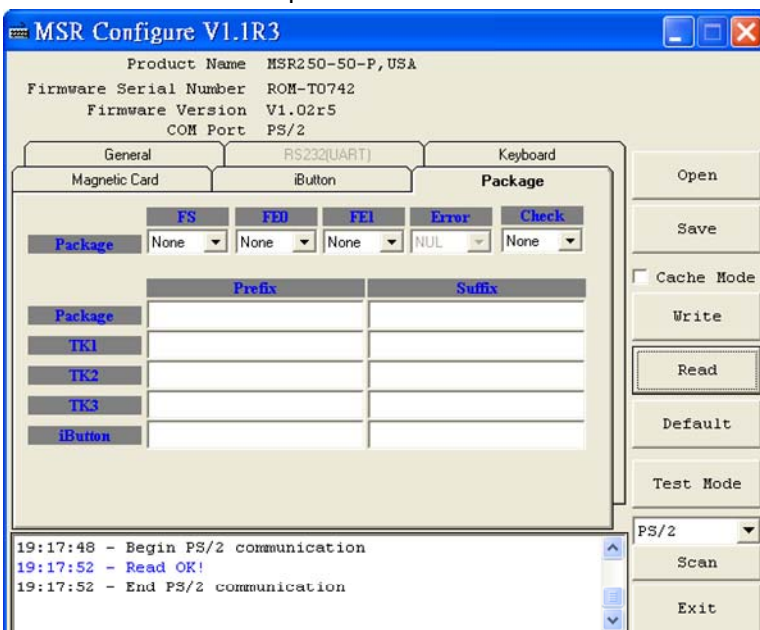 MSR Configure V1.1R3
Product Name MSR250-50-P,USA
Firmware Serial Number ROM-T0742
Firmware Version V1.02r5
COM Port PS/2
General RS232(UART) Keyboard
Magnetic Card iButton Package
FS FE0 FE1 Error Check
Package None None None NUL None
Prefix Suffix
Package
TK1
TK2
TK3
iButton
Open
Save
Cache Mode
Write
Read
Default
Test Mode
PS/2
Scan
Exit
19:17:48 - Begin PS/2 communication
19:17:52 - Read OK!
19:17:52 - End PS/2 communication